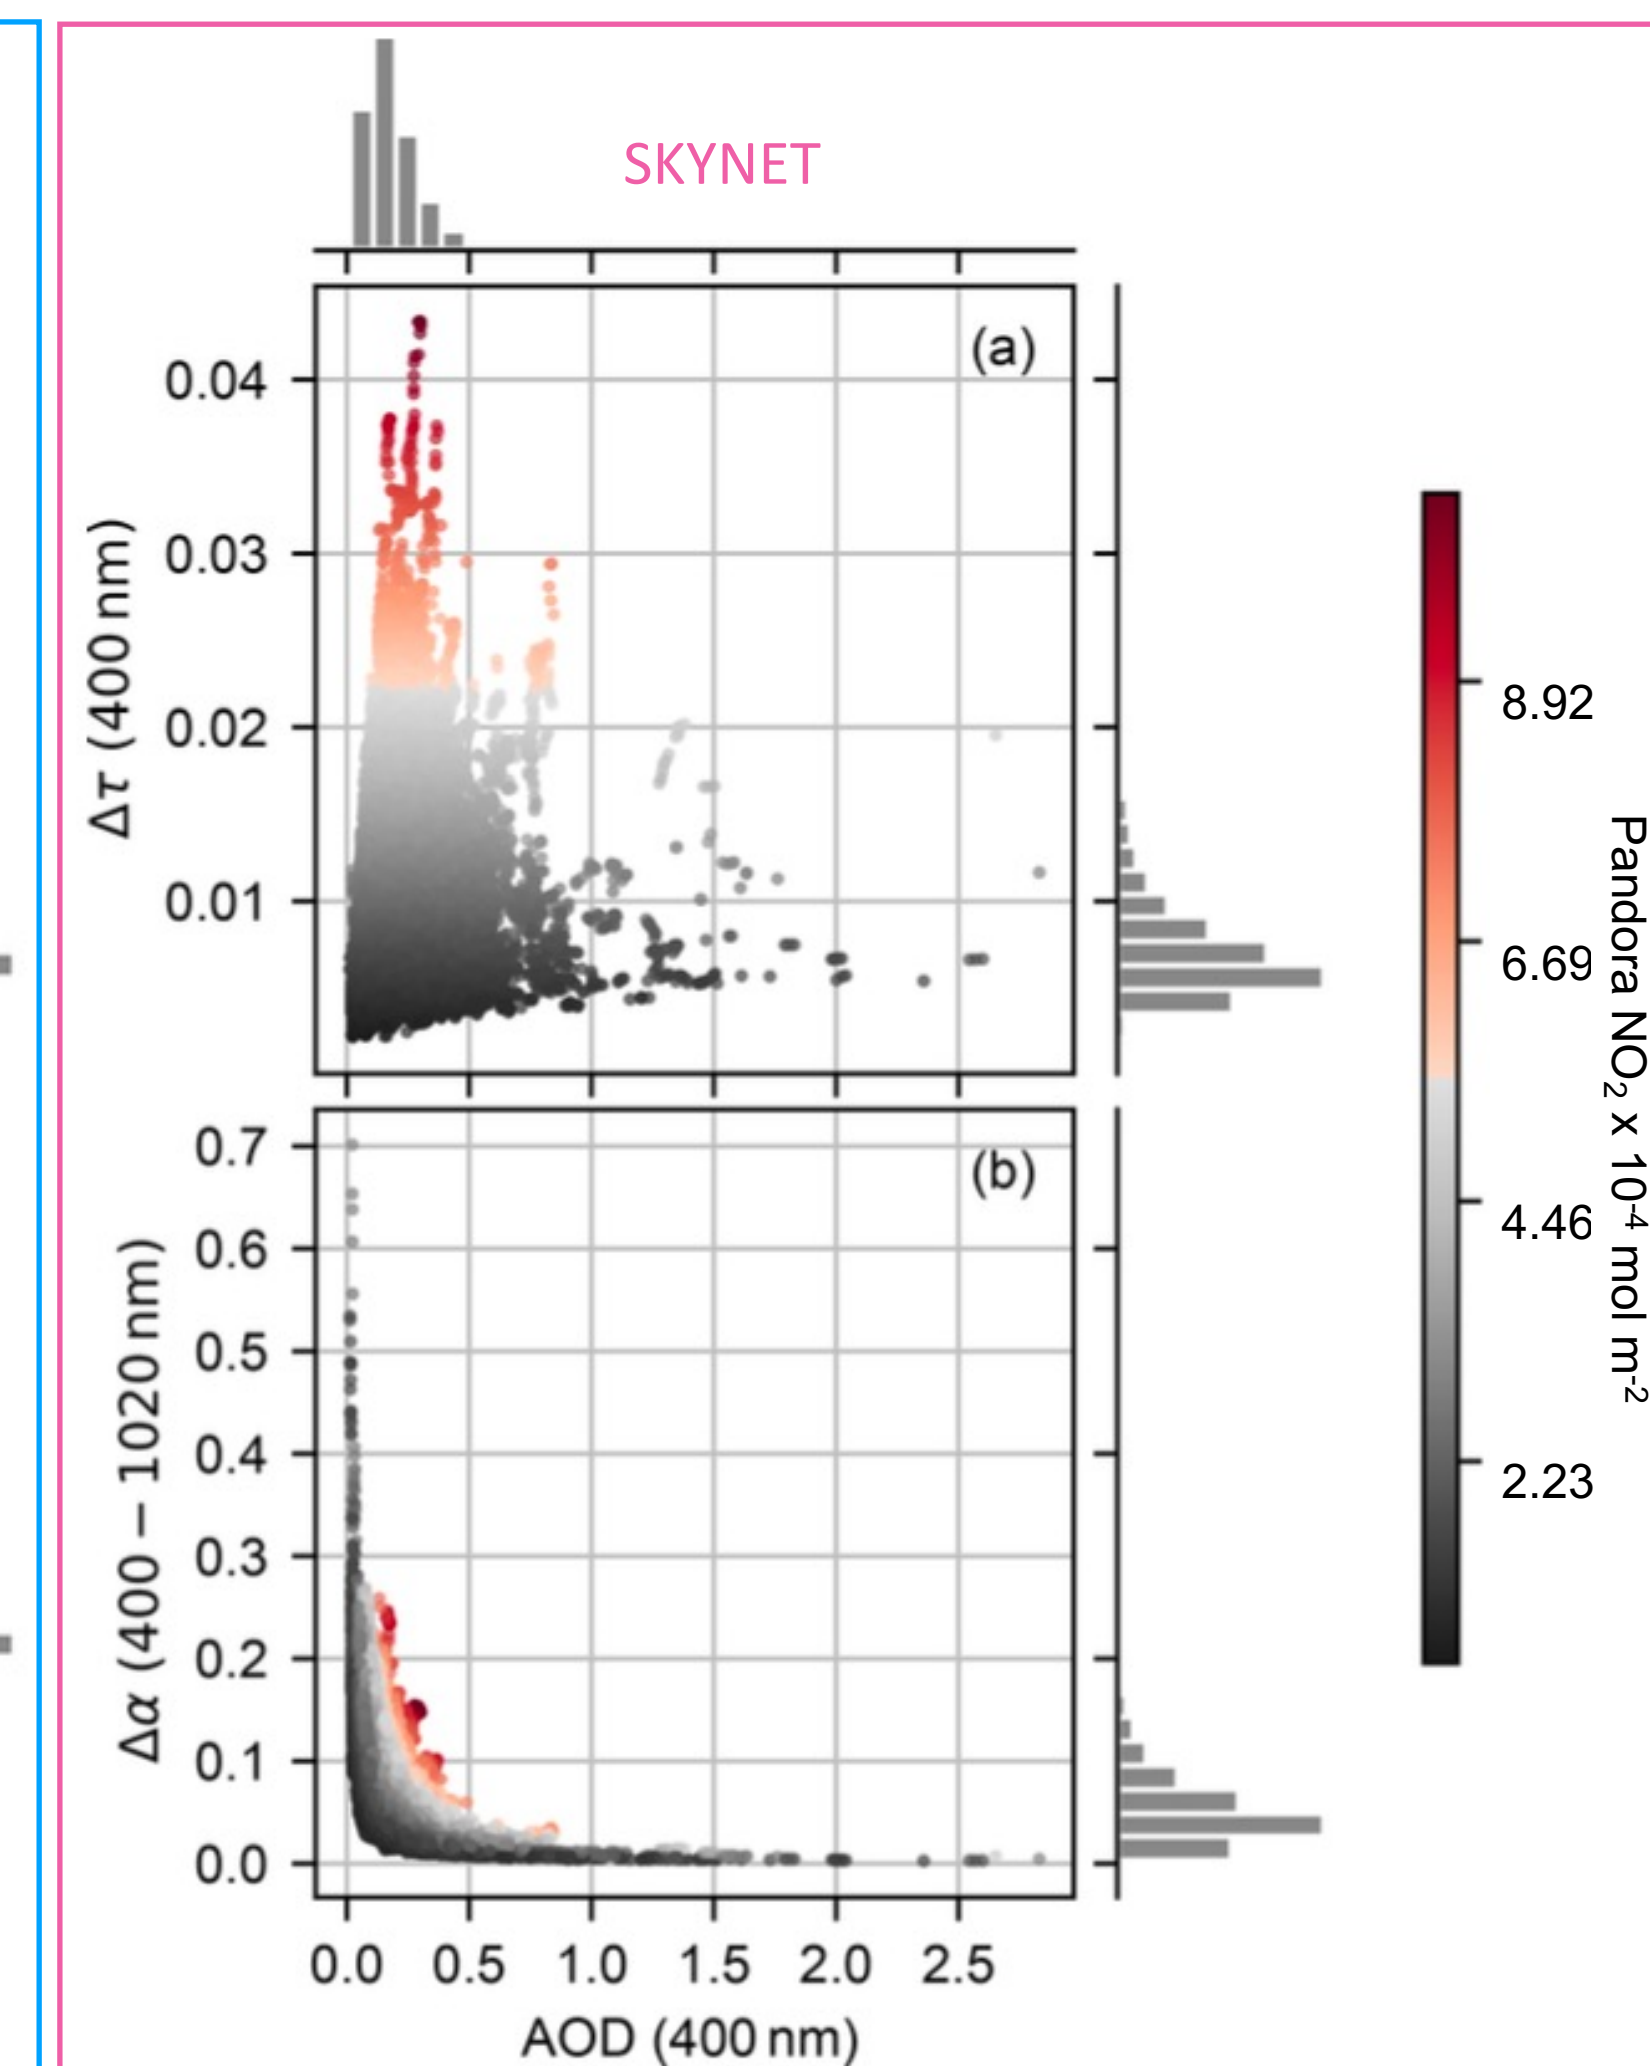 SKYNET
(a)
0.04
0.03
0.02
0.01
Δτ (400 nm)
(b)
0.7
0.6
0.5
0.4
0.3
0.2
0.1
0.0
Δα (400 − 1020 nm)
0.0 0.5 1.0 1.5 2.0 2.5
AOD (400 nm)
8.92
6.69
4.46
2.23
Pandora NO₂ x 10⁻⁴ mol m⁻²